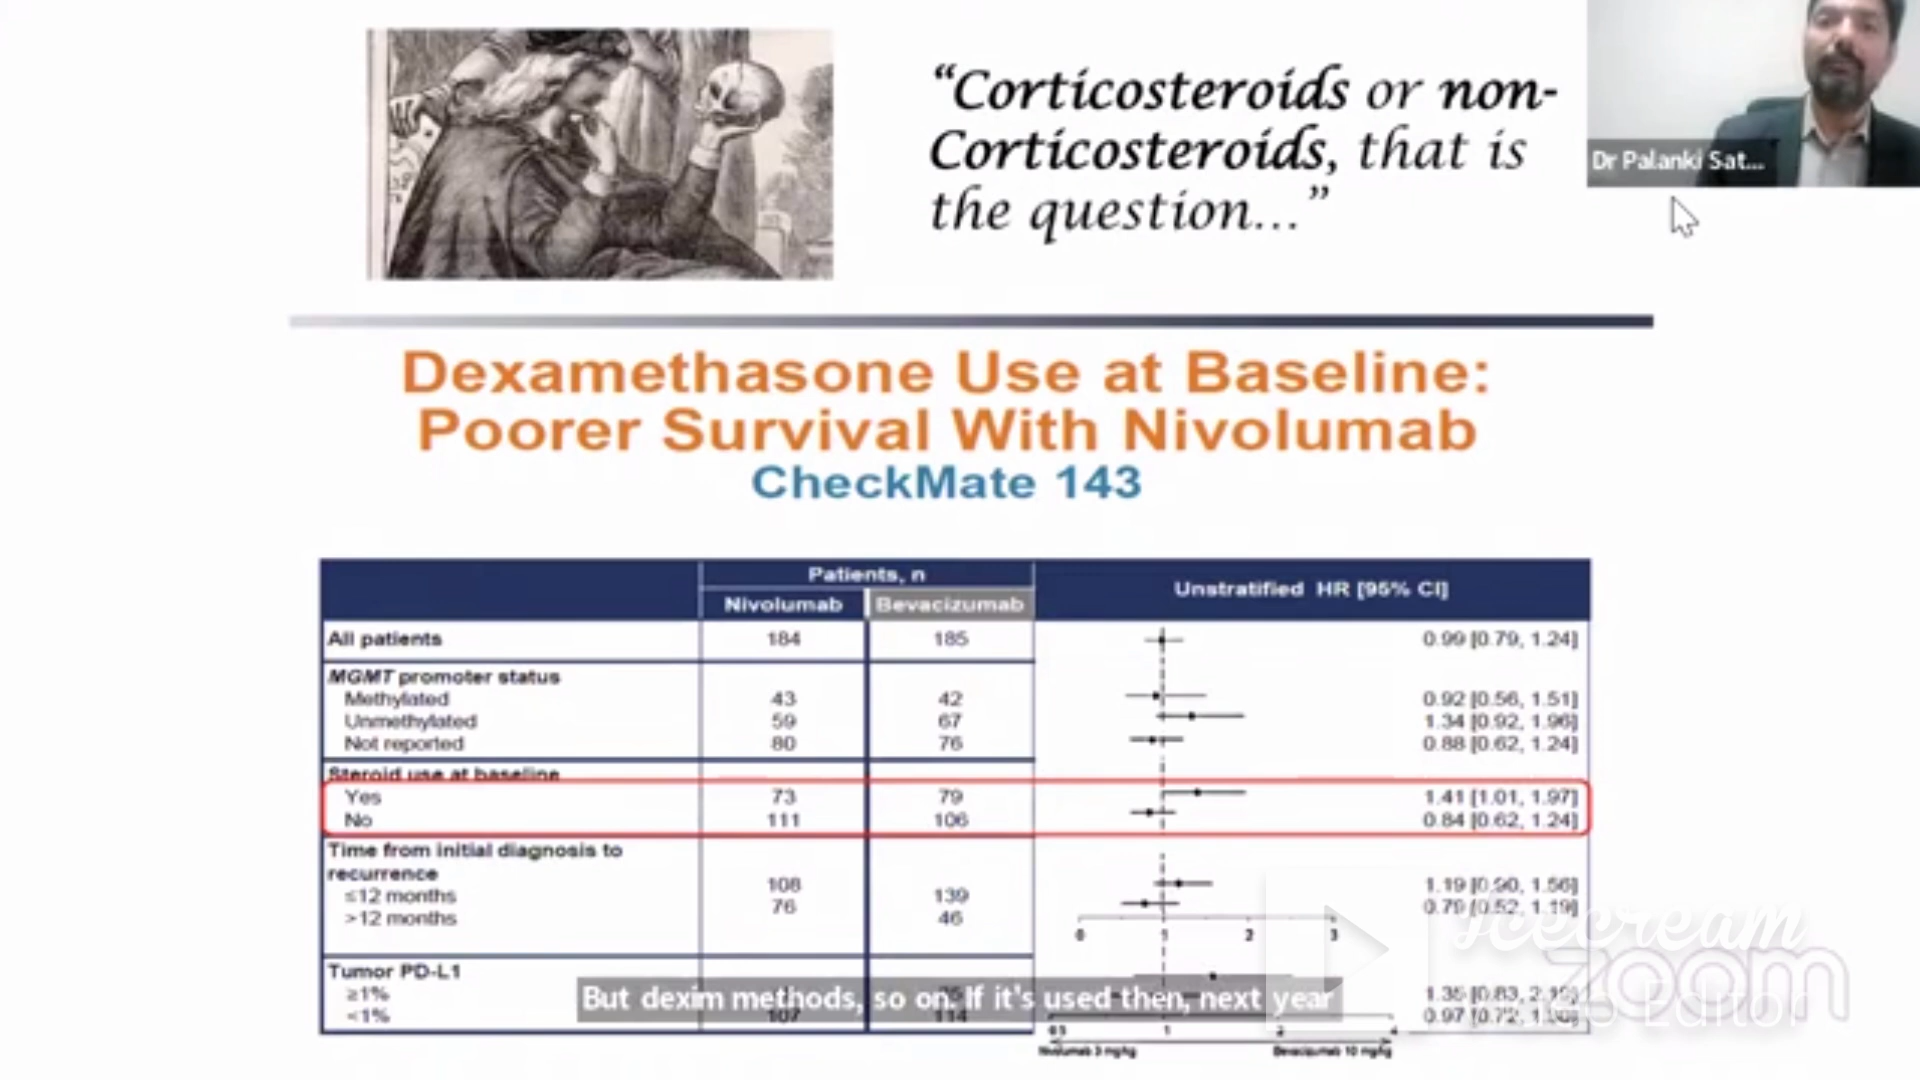 “Corticosteroids or non-
Corticosteroids, that is
the question…”
Dr Palanki Sat...
Dexamethasone Use at Baseline:
Poorer Survival With Nivolumab
CheckMate 143
Patients, n
Unstratified HR [95% CI]
Nivolumab Bevacizumab
All patients 184 185 0.99 [0.79, 1.24]
MGMT promoter status
Methylated 43 42 0.92 [0.56, 1.51]
Unmethylated 59 67 1.34 [0.92, 1.96]
Not reported 80 76 0.88 [0.62, 1.24]
Steroid use at baseline
Yes 73 79 1.41 [1.01, 1.97]
No 111 106 0.84 [0.62, 1.24]
Time from initial diagnosis to
recurrence
≤12 months 108 139 1.19 [0.90, 1.56]
>12 months 76 46 0.79 [0.52, 1.19]
0 1 2 3
Tumor PD-L1
≥1%
<1% 107 114
But dexim methods, so on. If it's used then, next year
Icecream
zoom
Editor
0.5 1 2 4
Nivolumab 3 mg/kg Bevacizumab 10 mg/kg